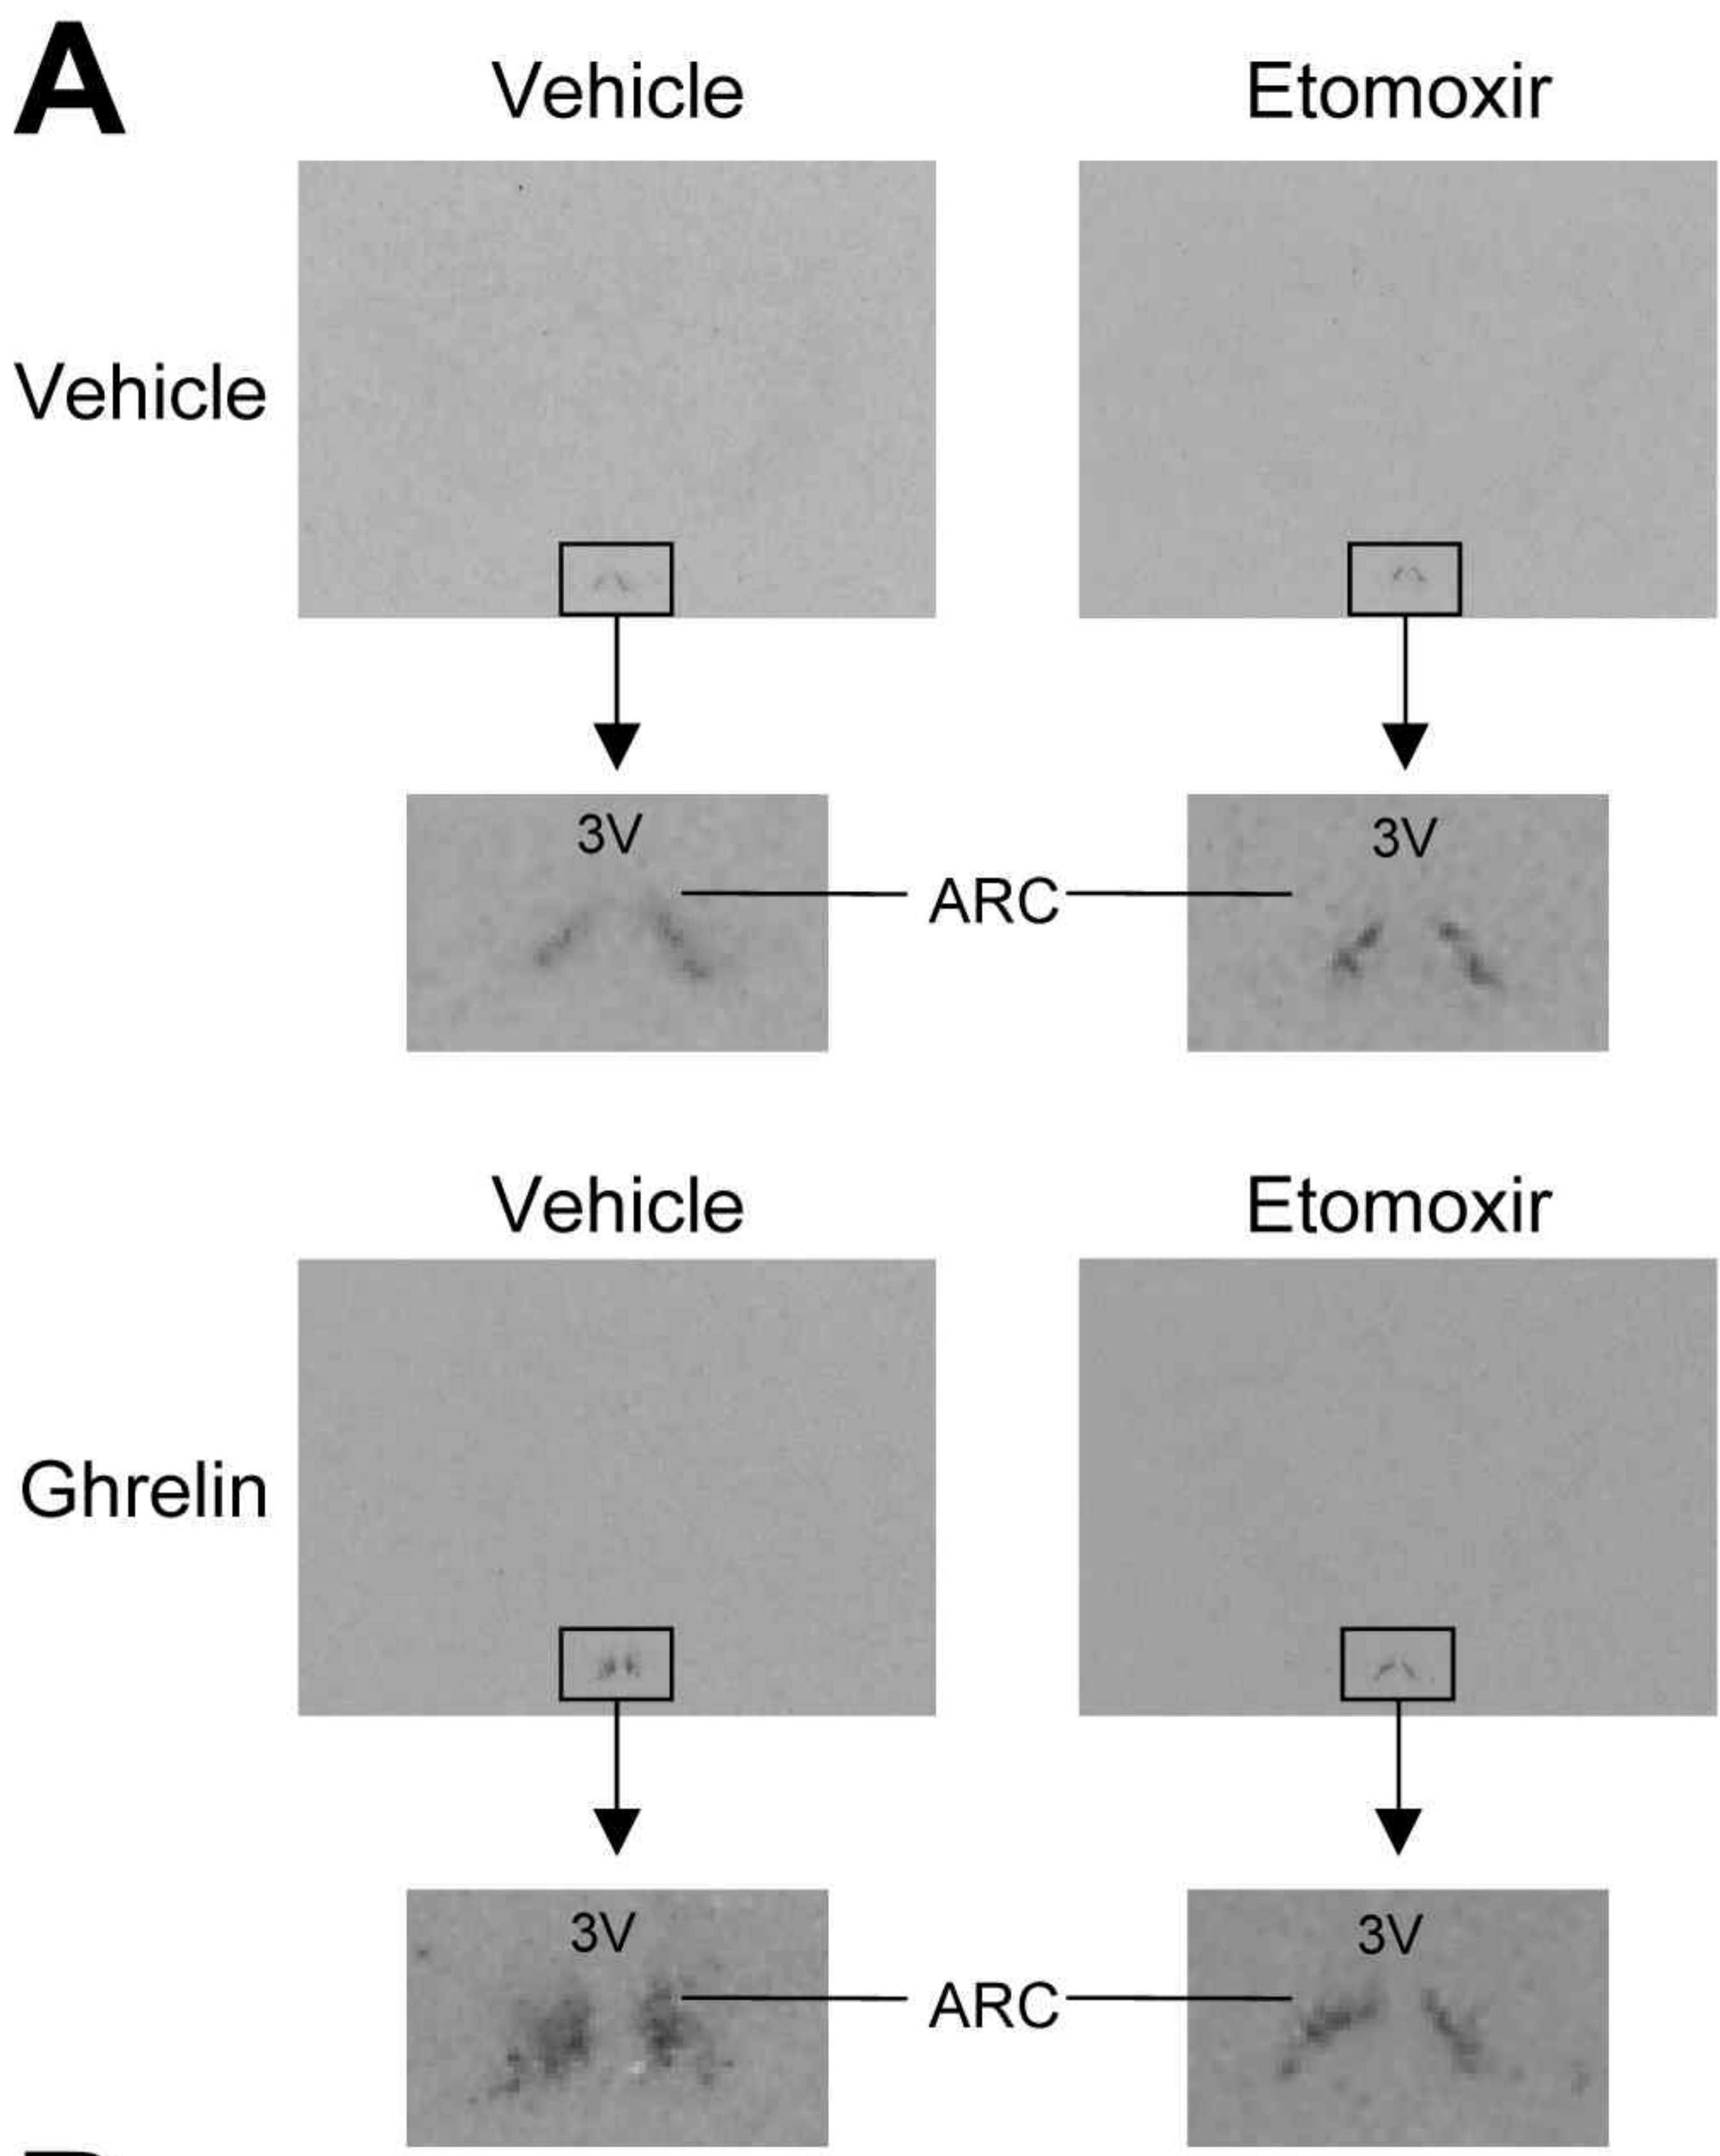 A
Vehicle Etomoxir
Vehicle
3V 3V
ARC
Vehicle Etomoxir
Ghrelin
3V 3V
ARC